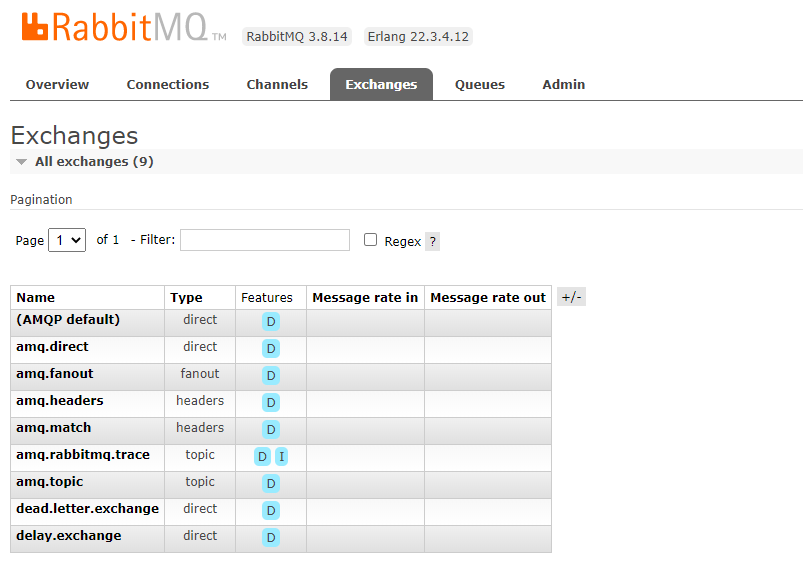 RabbitMQ TM RabbitMQ 3.8.14 Erlang 22.3.4.12
Overview Connections Channels Exchanges Queues Admin
Exchanges
All exchanges (9)
Pagination
Page 1 of 1 - Filter: Regex ?
Name Type Features Message rate in Message rate out +/-
(AMQP default) direct D
amq.direct direct D
amq.fanout fanout D
amq.headers headers D
amq.match headers D
amq.rabbitmq.trace topic D I
amq.topic topic D
dead.letter.exchange direct D
delay.exchange direct D